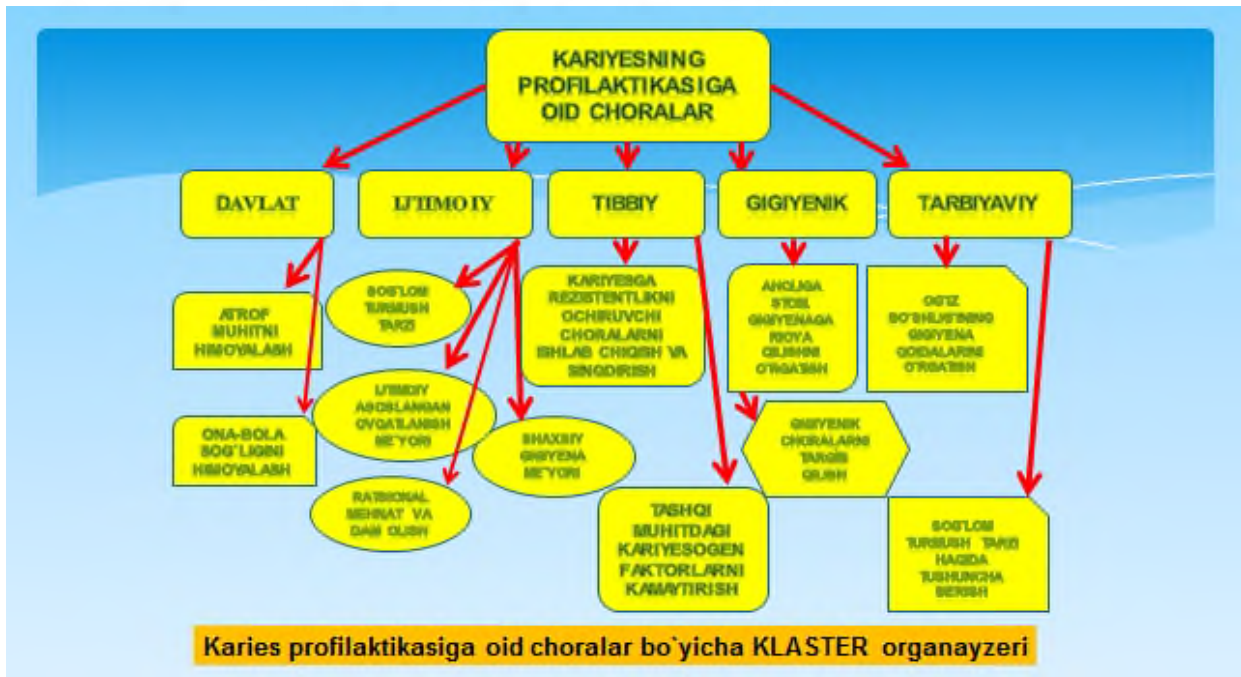 KARIYESNING
PROFILAKTIKASIGA
OID CHORALAR
DAVLAT
IJTIMOIY
TIBBIY
GIGIYENIK
TARBIYAVIY
ATROF
MUHITNI
HIMOYALASH
ONA-BOLA
SOG`LIGINI
HIMOYALASH
SOG'LOM
TURMUSH
TARZI
IJTIMOIY
ASOSLANGAN
OVQATLANISH
ME'YORI
RATSIONAL
MEHNAT VA
DAM OLISH
SHAXSIY
GIGIYENA
ME'YORI
KARIYESGA
REZISTENTLIKNI
OCHIRUVCHI
CHORALARNI
ISHLAB CHIQISH VA
SINGDIRISH
TASHQI
MUHITDAGI
KARIYESOGEN
FAKTORLARNI
KAMAYTIRISH
AHOLIGA
GIGIYENAGA
RIOYA
QILISHNI
O'RGATISH
GIGIYENIK
CHORALARNI
TARG'IB
QILISH
OG'IZ
BO'SHLIG'INING
GIGIYENA
QOIDALARINI
O'RGATISH
SOG'LOM
TURMUSH TARZI
HAQIDA
TUSHUNCHA
BERISH
Karies profilaktikasiga oid choralar bo`yicha KLASTER organayzeri